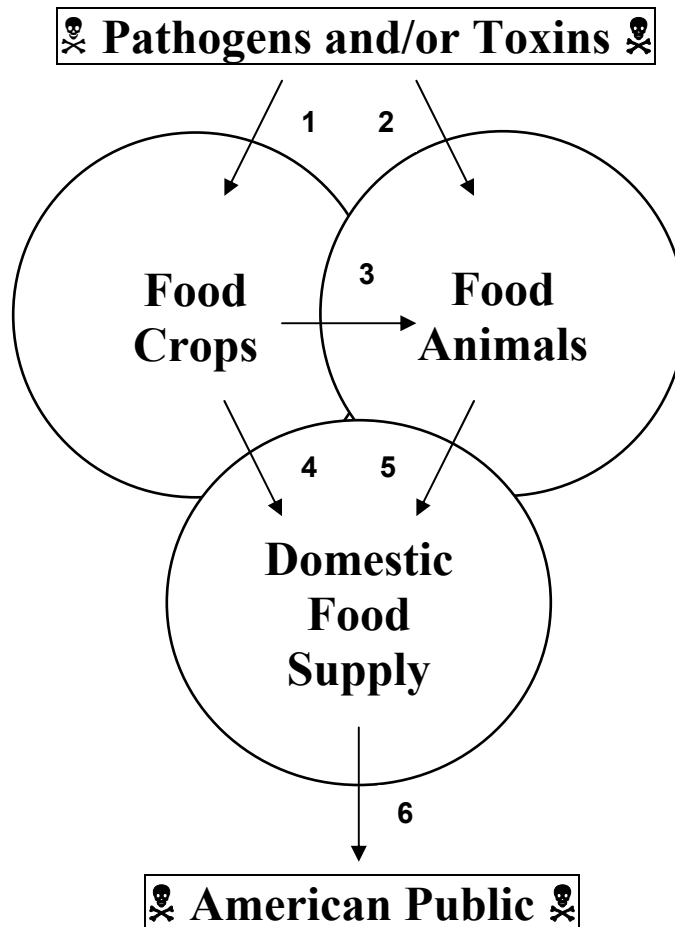 ☠ Pathogens and/or Toxins ☠
1 2
3
Food
Crops
Food
Animals
4 5
Domestic
Food
Supply
6
☠ American Public ☠